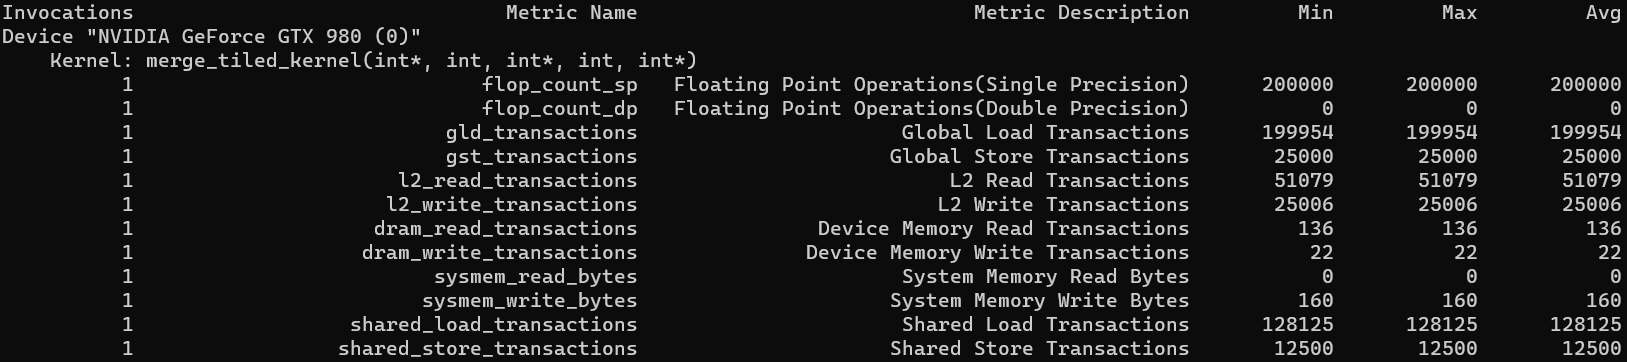 Invocations Metric Name Metric Description Min Max Avg
Device "NVIDIA GeForce GTX 980 (0)"
Kernel: merge_tiled_kernel(int*, int, int*, int, int*)
1 flop_count_sp Floating Point Operations(Single Precision) 200000 200000 200000
1 flop_count_dp Floating Point Operations(Double Precision) 0 0 0
1 gld_transactions Global Load Transactions 199954 199954 199954
1 gst_transactions Global Store Transactions 25000 25000 25000
1 l2_read_transactions L2 Read Transactions 51079 51079 51079
1 l2_write_transactions L2 Write Transactions 25006 25006 25006
1 dram_read_transactions Device Memory Read Transactions 136 136 136
1 dram_write_transactions Device Memory Write Transactions 22 22 22
1 sysmem_read_bytes System Memory Read Bytes 0 0 0
1 sysmem_write_bytes System Memory Write Bytes 160 160 160
1 shared_load_transactions Shared Load Transactions 128125 128125 128125
1 shared_store_transactions Shared Store Transactions 12500 12500 12500